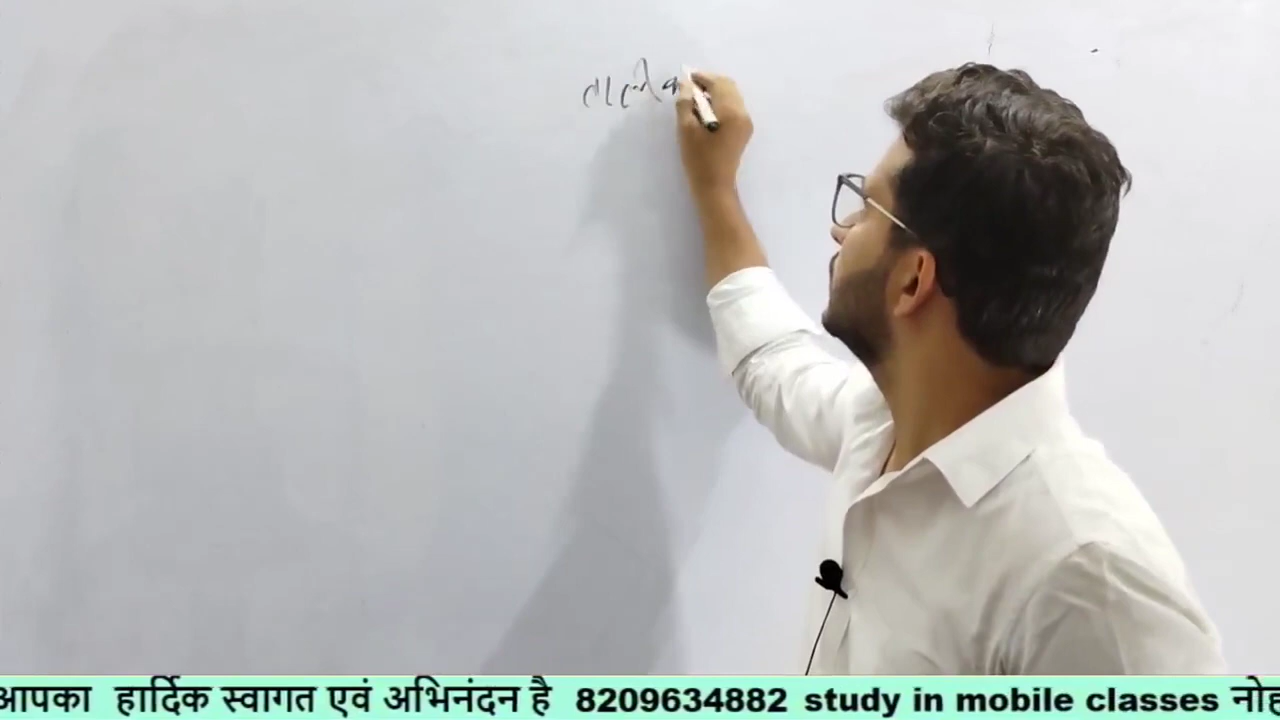 आपका हार्दिक स्वागत एवं अभिनंदन है 8209634882 study in mobile classes नोह